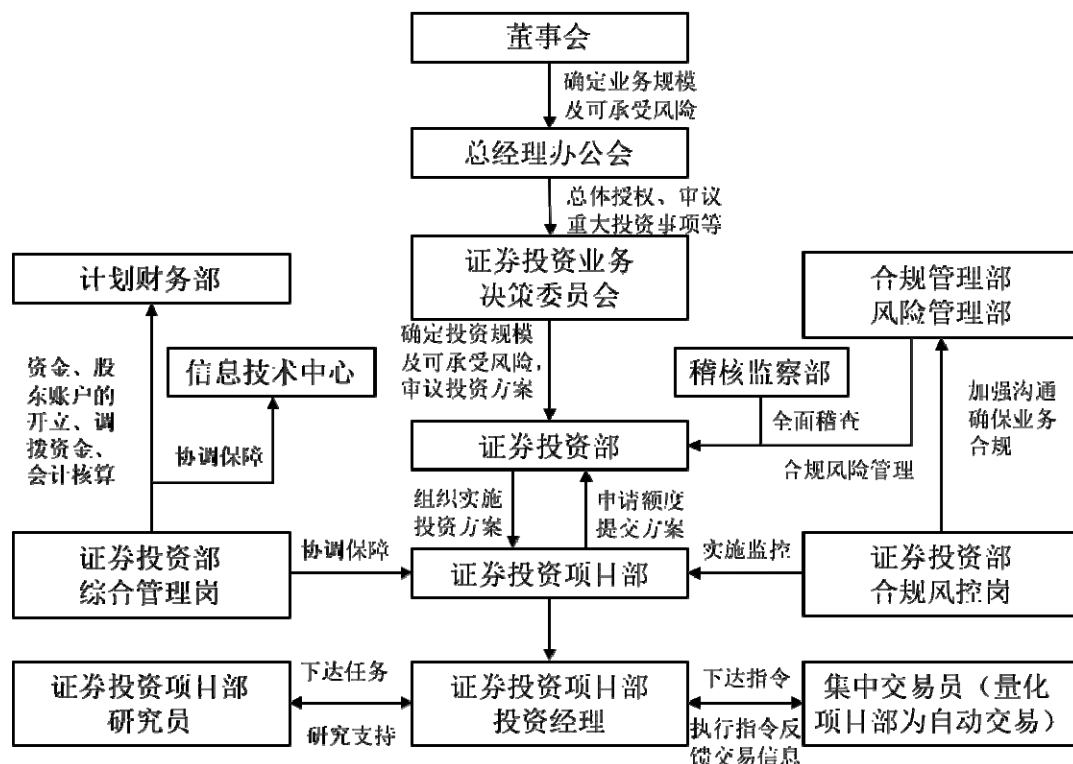 董事会
确定业务规模
及可承受风险
总经理办公会
总体授权、审议
重大投资事项等
证券投资业务
决策委员会
计划财务部
合规管理部
风险管理部
确定投资规模
及可承受风险，
审议投资方案
资金、股
东账户的
开立、调
拨资金、
会计核算
信息技术中心
稽核监察部
加强沟通
确保业务
合规
全面稽查
协调保障
证券投资部
合规风险管理
组织实施
投资方案
申请额度
提交方案
证券投资部
综合管理岗
协调保障
证券投资项目部
实施监控
证券投资部
合规风控岗
证券投资项目部
研究员
下达任务
研究支持
证券投资项目部
投资经理
下达指令
执行指令反
馈交易信息
集中交易员（量化
项目部为自动交易）